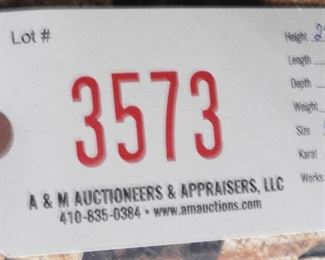 Lot #
3573
A & M AUCTIONEERS & APPRAISERS, LLC
410-835-0384 • www.amauctions.com
Height
Length
Depth
Weight
Size
Karat
Works: